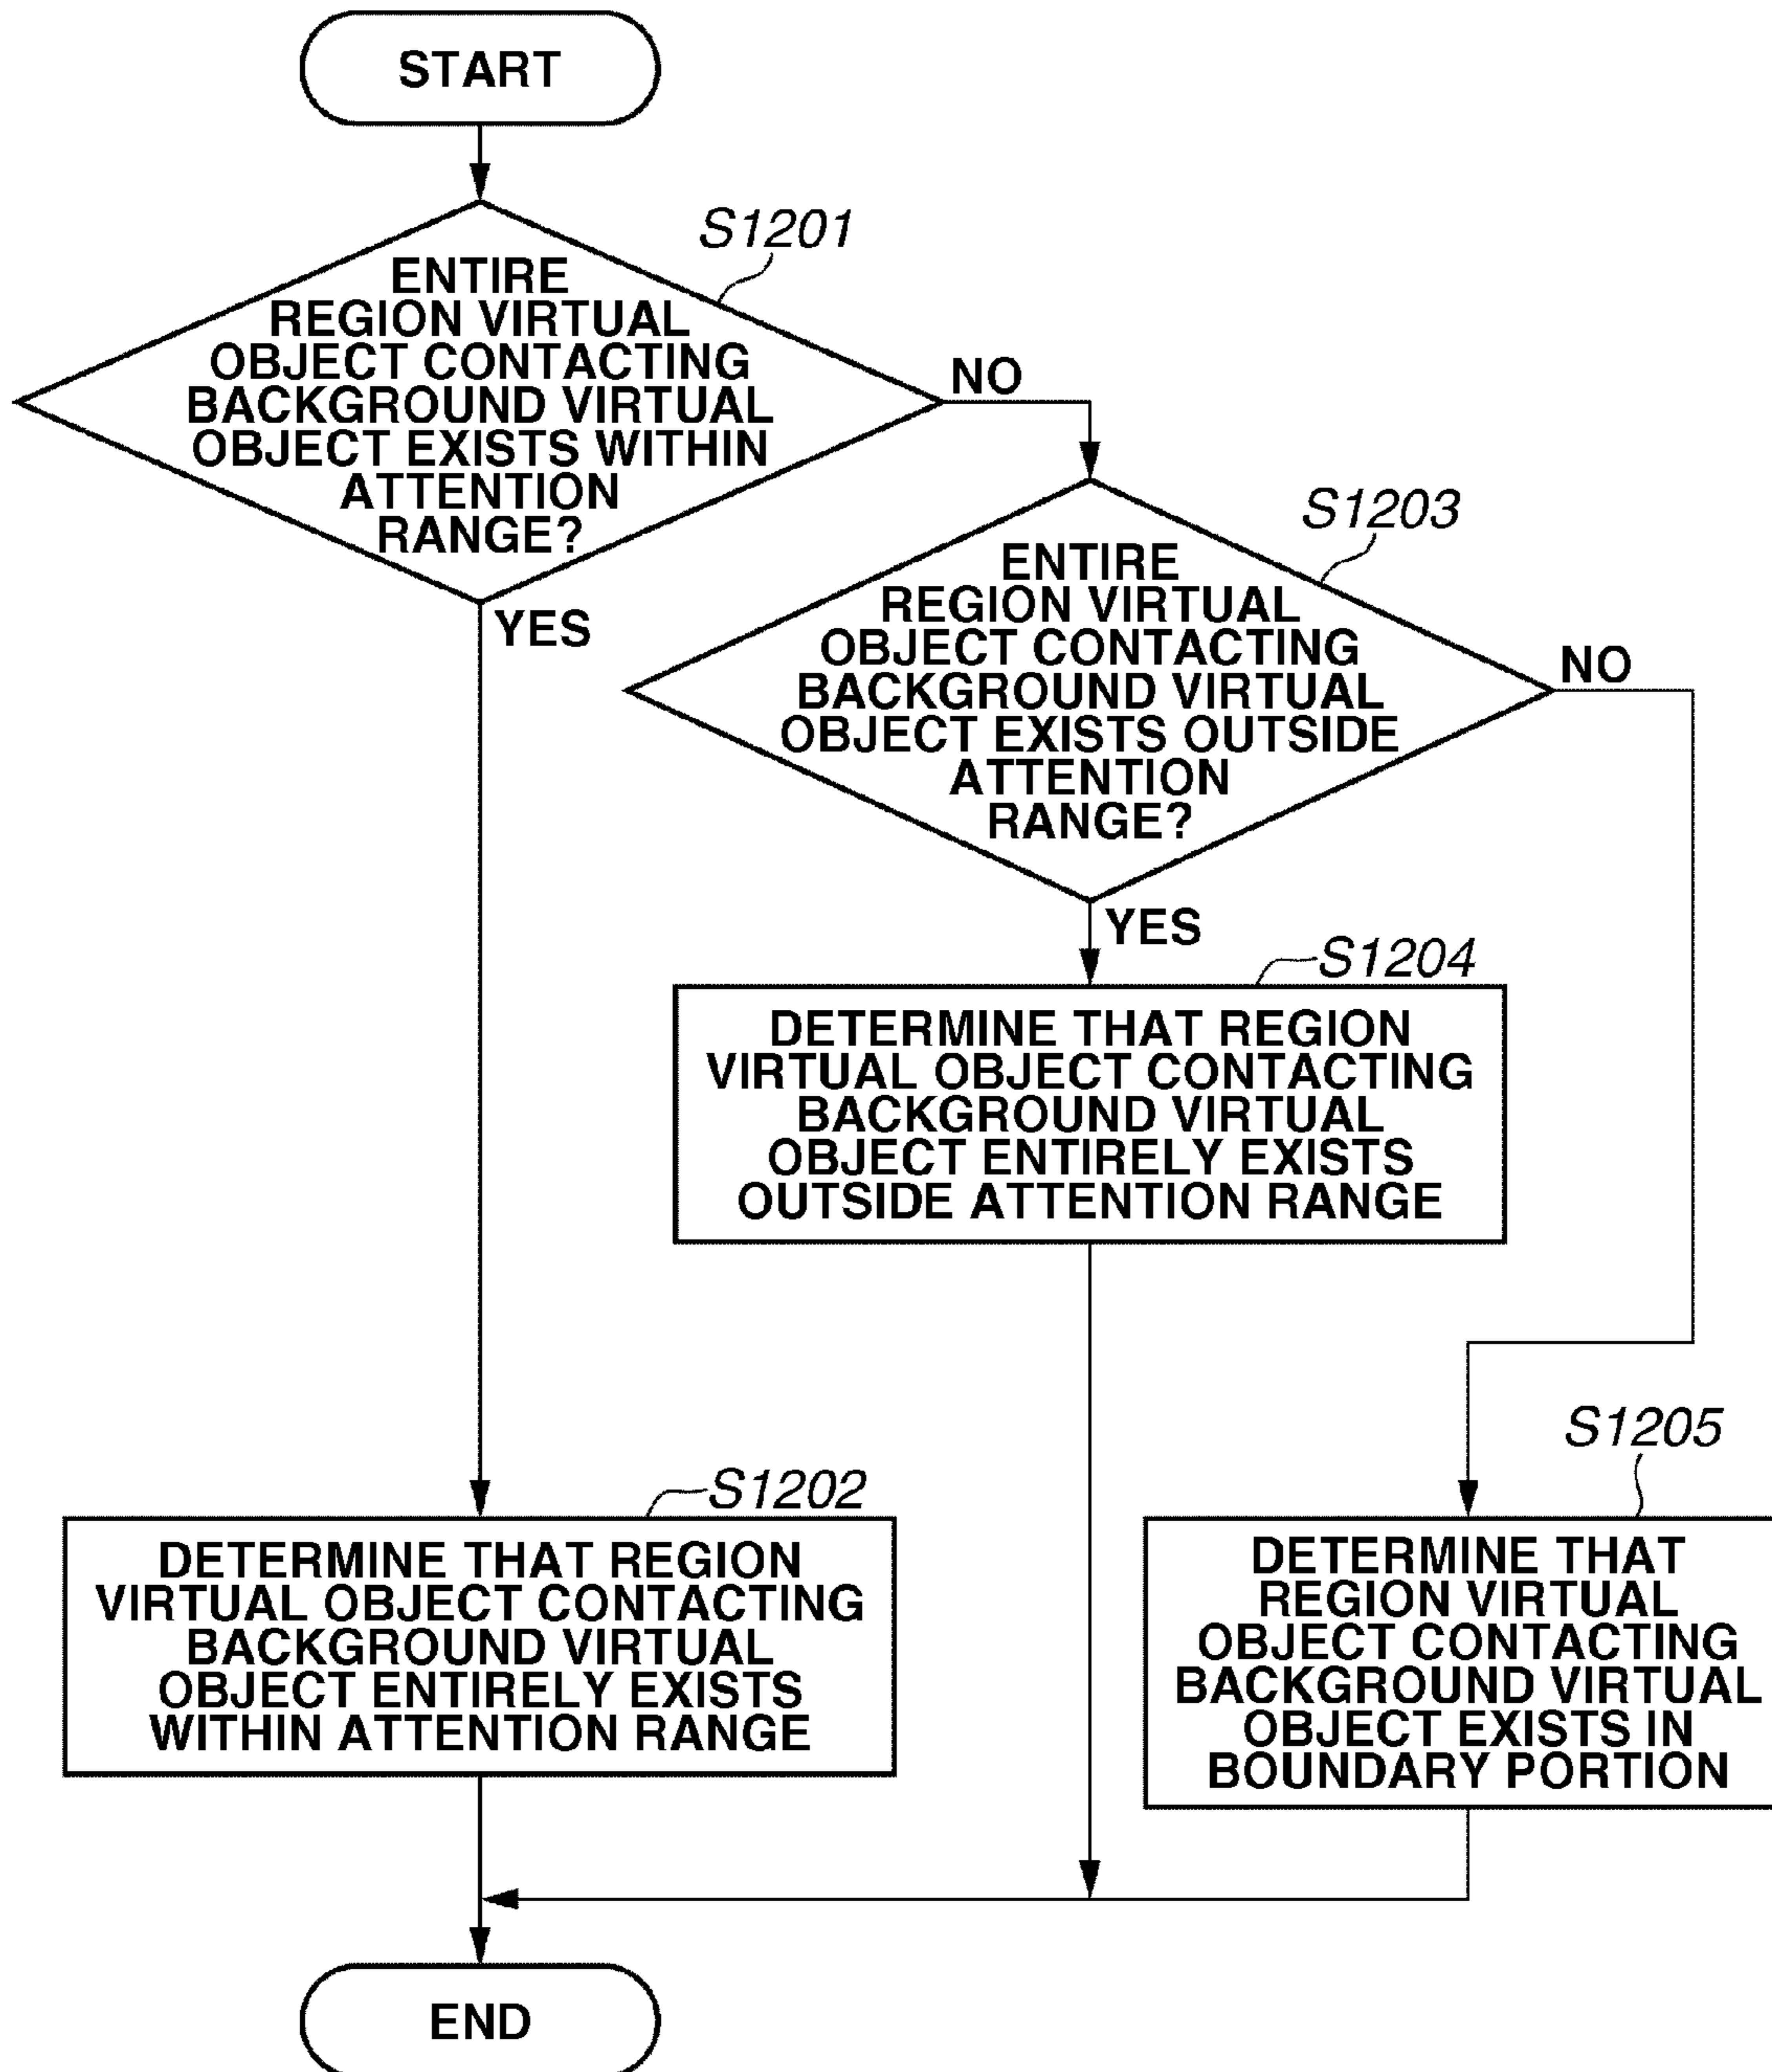 START
S1201
ENTIRE
REGION VIRTUAL
OBJECT CONTACTING
BACKGROUND VIRTUAL
OBJECT EXISTS WITHIN
ATTENTION
RANGE?
NO
YES
S1203
ENTIRE
REGION VIRTUAL
OBJECT CONTACTING
BACKGROUND VIRTUAL
OBJECT EXISTS OUTSIDE
ATTENTION
RANGE?
NO
YES
S1204
DETERMINE THAT REGION
VIRTUAL OBJECT CONTACTING
BACKGROUND VIRTUAL
OBJECT ENTIRELY EXISTS
OUTSIDE ATTENTION RANGE
S1202
DETERMINE THAT REGION
VIRTUAL OBJECT CONTACTING
BACKGROUND VIRTUAL
OBJECT ENTIRELY EXISTS
WITHIN ATTENTION RANGE
S1205
DETERMINE THAT
REGION VIRTUAL
OBJECT CONTACTING
BACKGROUND VIRTUAL
OBJECT EXISTS IN
BOUNDARY PORTION
END